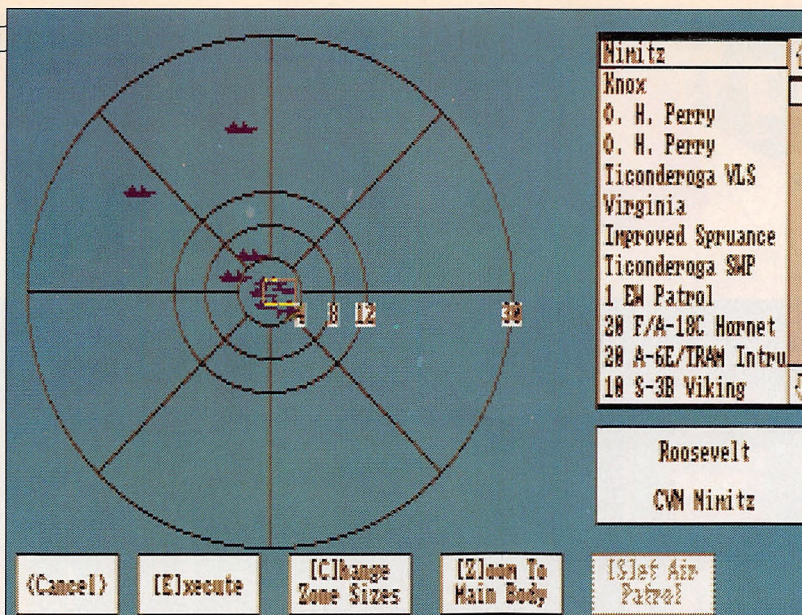 Nimitz
Knox
O. H. Perry
O. H. Perry
Ticonderoga VLS
Virginia
Improved Spruance
Ticonderoga SWP
1 EW Patrol
20 F/A-18C Hornet
20 A-6E/TRAM Intru
10 S-3B Viking
4 8 12 30
Roosevelt
CVN Nimitz
(Cancel)
[E]xecute
[C]hange
Zone Sizes
[Z]oom To
Main Body
[S]et Air
Patrol